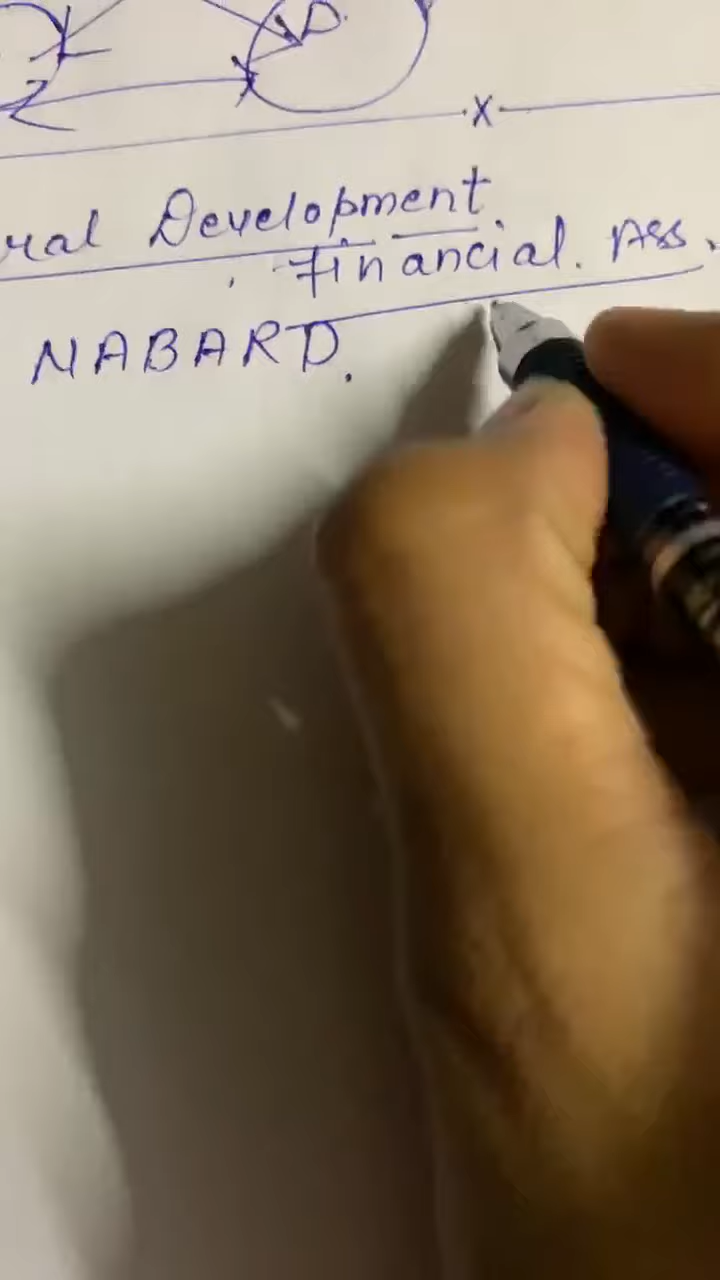 D.
x
ral Development
Financial. Ass.
NABARD.